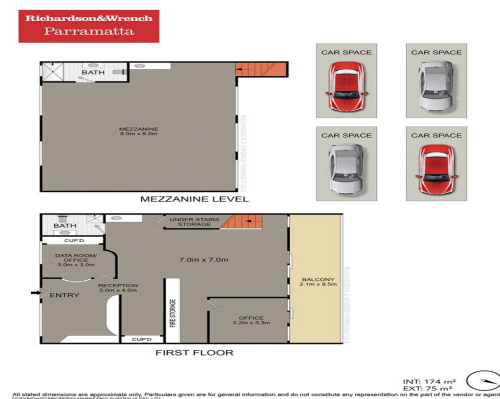 Richardson&Wrench
Parramatta
CAR SPACE
CAR SPACE
BATH
MEZZANINE
8.0m x 8.0m
CAR SPACE
CAR SPACE
MEZZANINE LEVEL
BATH
UNDER STAIRS
STORAGE
CUP'D
DATA ROOM/
OFFICE
3.0m x 3.0m
7.0m x 7.0m
RECEPTION
5.0m x 4.0m
BALCONY
2.1m x 9.5m
ENTRY
FIRE STORAGE
OFFICE
3.2m x 3.3m
CUP'D
FIRST FLOOR
INT: 174 m²
EXT: 75 m²
All stated dimensions are approximate only. Particulars given are for general information and do not constitute any representation on the part of the vendor or agent